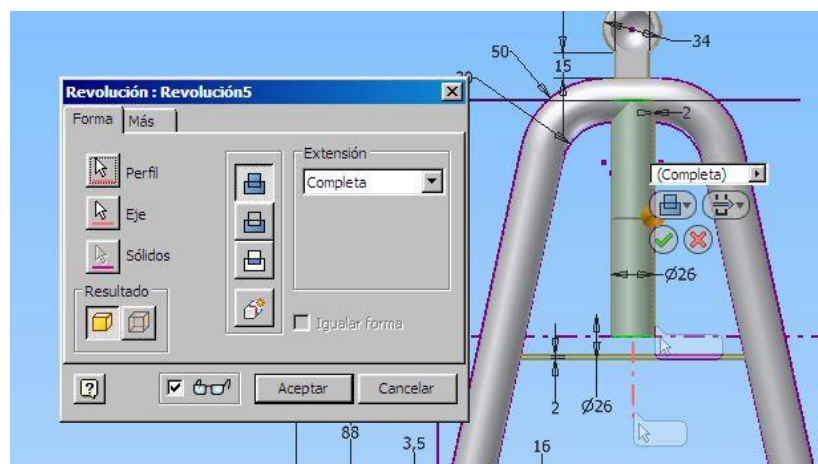 Revolución : Revolución5
Forma
Más
Perfil
Eje
Sólidos
Resultado
Extensión
Completa
Igualar forma
Aceptar
Cancelar
50
34
15
2
(Completa)
Ø26
2
Ø26
88
3,5
16